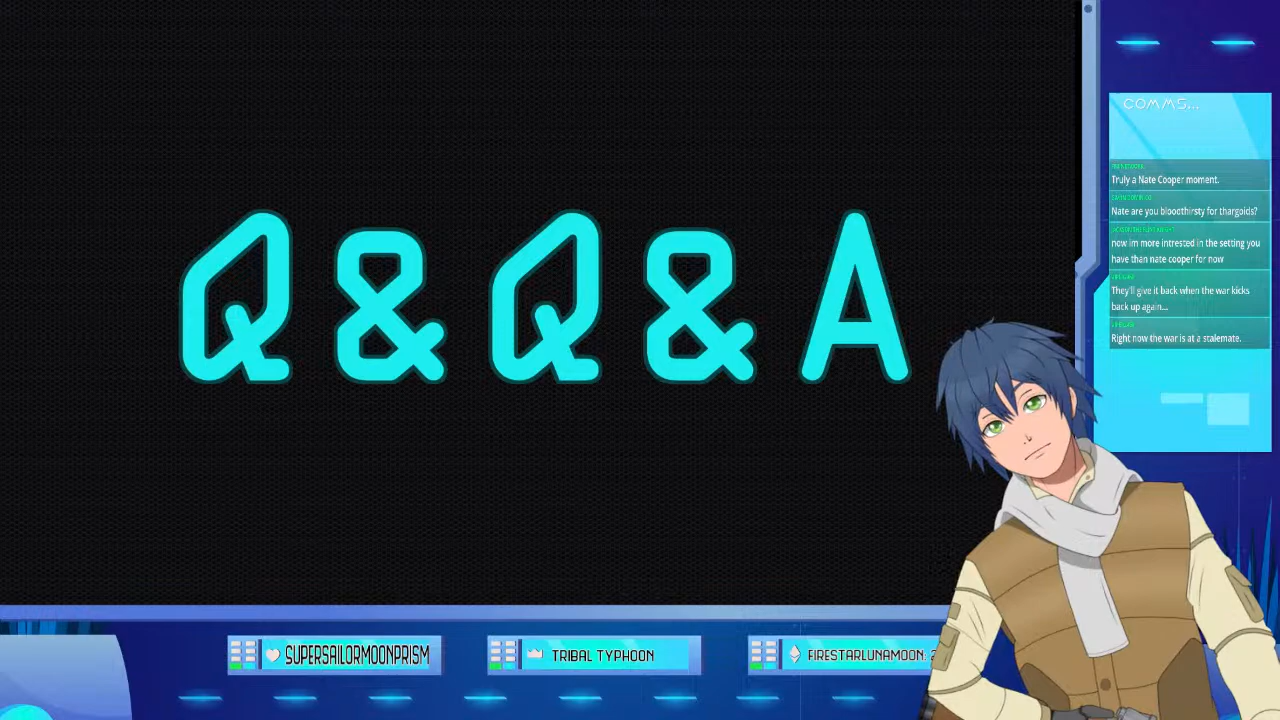 COMMS...
Truly a Nate Cooper moment.
Nate are you bloodthirsty for thargoids?
now im more intrested in the setting you
have than nate cooper for now
They'll give it back when the war kicks
back up again...
Right now the war is at a stalemate.
Q & Q & A
SUPERSAILORMOONPRISM
TRIBAL TYPHOON
FIRESTARLUNAMOON: